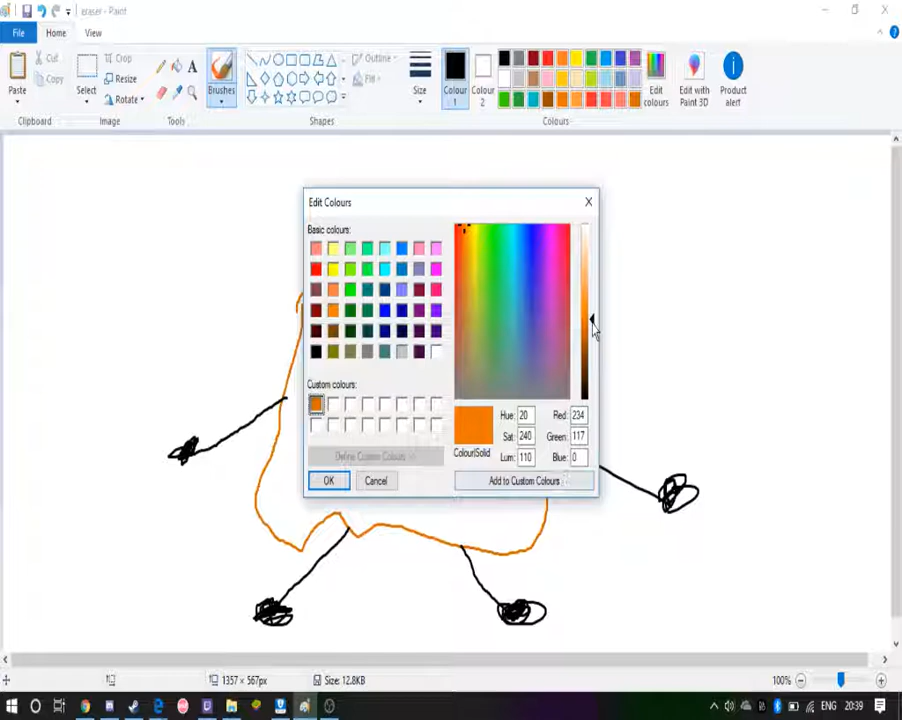 eraser - Paint
File Home View
Paste
Cut
Copy
Clipboard
Select
Crop
Resize
Rotate
Image
A
Tools
Brushes
Outline
Fill
Shapes
Size
Colour 1
Colour 2
Edit colours
Colours
Edit with Paint 3D
Product alert
Edit Colours
Basic colours:
Custom colours:
Define Custom Colours >>
OK Cancel
Colour|Solid
Hue: 20 Red: 234
Sat: 240 Green: 117
Lum: 110 Blue: 0
Add to Custom Colours
1357 × 567px Size: 12.8KB 100%
ENG 20:39